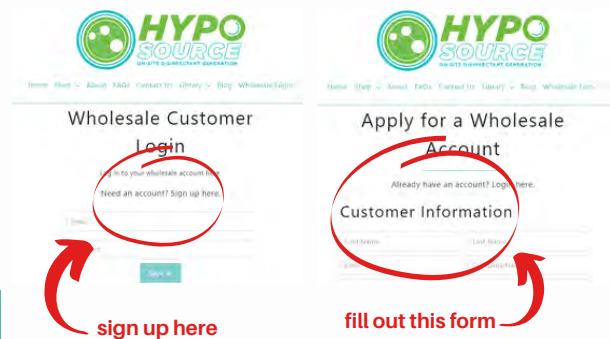 HYPO
SOURCE
ON-SITE DISINFECTANT GENERATION
Home Shop About FAQs Contact Us Library Blog Wholesale Login
Wholesale Customer
Login
Log in to your wholesale account here.
Need an account? Sign up here.
Email
Sign In
sign up here
HYPO
SOURCE
ON-SITE DISINFECTANT GENERATION
Home Shop About FAQs Contact Us Library Blog Wholesale
Apply for a Wholesale
Account
Already have an account? Login here.
Customer Information
First Name Last Name
fill out this form